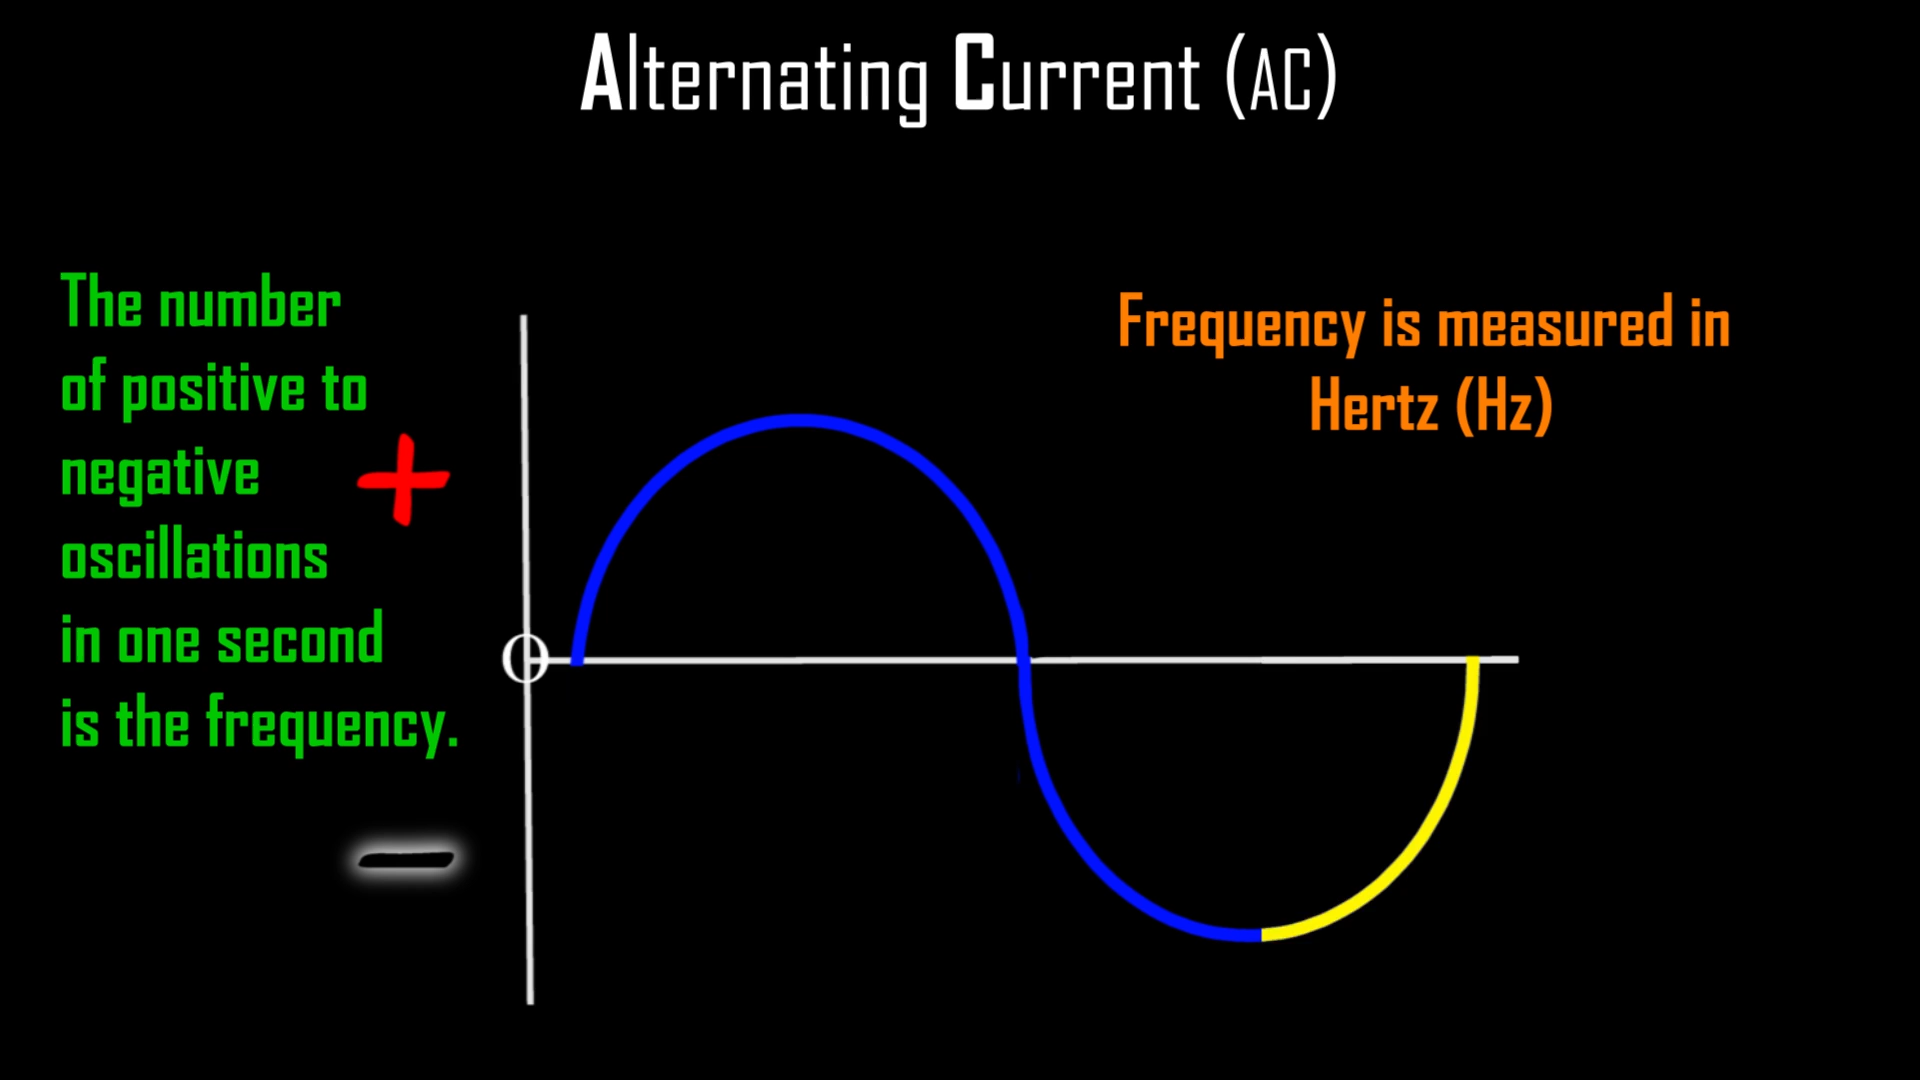 Alternating Current (AC)
The number
of positive to
negative
oscillations
in one second
is the frequency.
+
O
−
Frequency is measured in
Hertz (Hz)